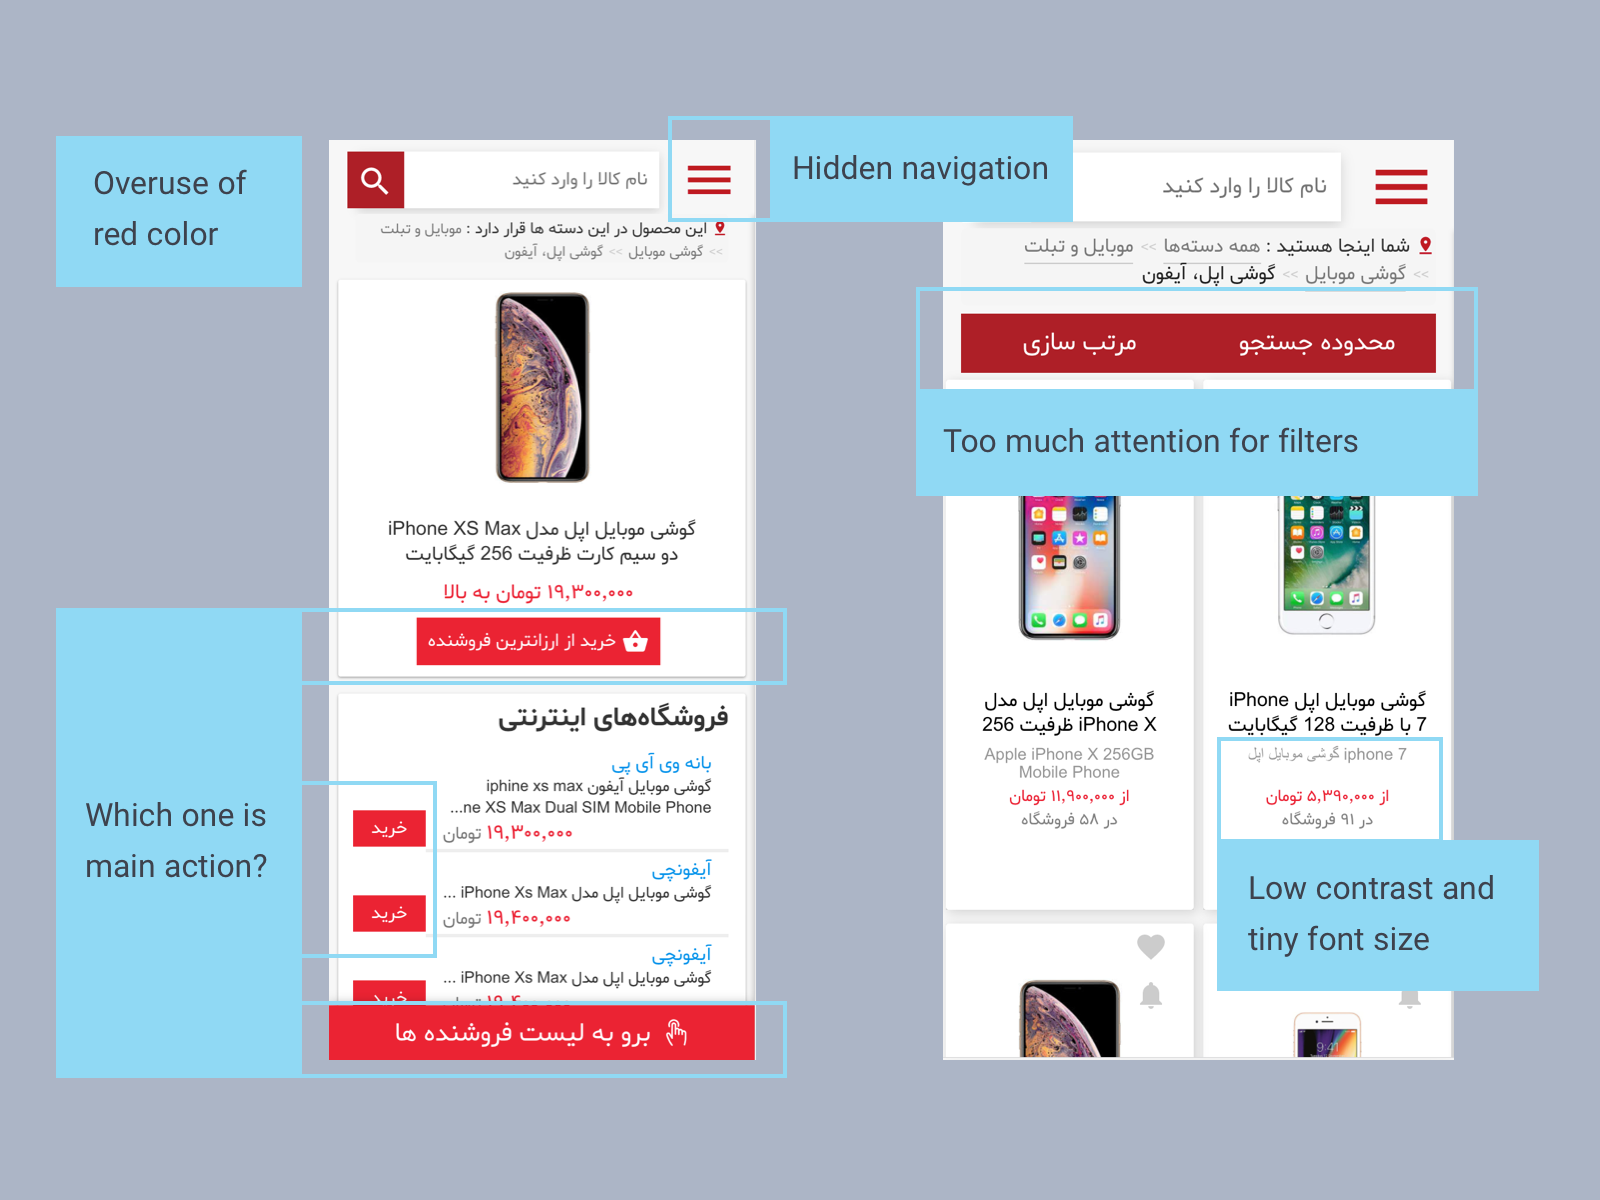 Overuse of
red color
نام کالا را وارد کنید
این محصول در این دسته ها قرار دارد : موبایل و تبلت
>> گوشی موبایل >> گوشی اپل، آیفون
گوشی موبایل اپل مدل iPhone XS Max
دو سیم کارت ظرفیت 256 گیگابایت
۱۹,۳۰۰,۰۰۰ تومان به بالا
خرید از ارزانترین فروشنده
فروشگاه‌های اینترنتی
بانه وی آی پی
گوشی موبایل آیفون iphine xs max
...ne XS Max Dual SIM Mobile Phone
۱۹,۳۰۰,۰۰۰ تومان
خرید
آیفونچی
گوشی موبایل اپل مدل iPhone Xs Max ...
۱۹,۴۰۰,۰۰۰ تومان
خرید
آیفونچی
گوشی موبایل اپل مدل iPhone Xs Max ...
خرید
برو به لیست فروشنده ها
Which one is
main action?
Hidden navigation
نام کالا را وارد کنید
شما اینجا هستید : همه دسته‌ها >> موبایل و تبلت
>> گوشی موبایل >> گوشی اپل، آیفون
محدوده جستجو
مرتب سازی
Too much attention for filters
گوشی موبایل اپل iPhone
7 با ظرفیت 128 گیگابایت
iphone 7 گوشی موبایل اپل
از ۵,۳۹۰,۰۰۰ تومان
در ۹۱ فروشگاه
گوشی موبایل اپل مدل
iPhone X ظرفیت 256
Apple iPhone X 256GB
Mobile Phone
از ۱۱,۹۰۰,۰۰۰ تومان
در ۵۸ فروشگاه
Low contrast and
tiny font size
9:41